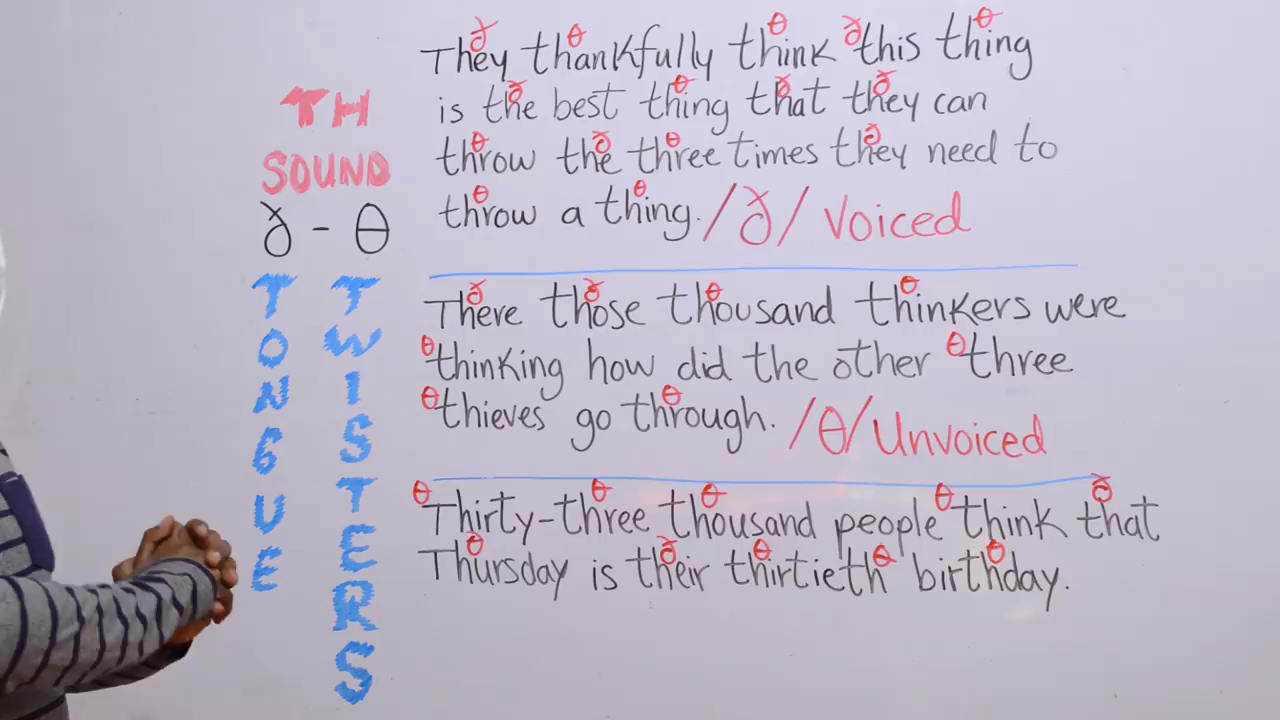 TH
SOUND
ð - θ
TONGUE
TWISTERS
They thankfully think this thing
is the best thing that they can
throw the three times they need to
throw a thing. /ð/ Voiced
There those thousand thinkers were
thinking how did the other three
thieves go through. /θ/ Unvoiced
Thirty-three thousand people think that
Thursday is their thirtieth birthday.